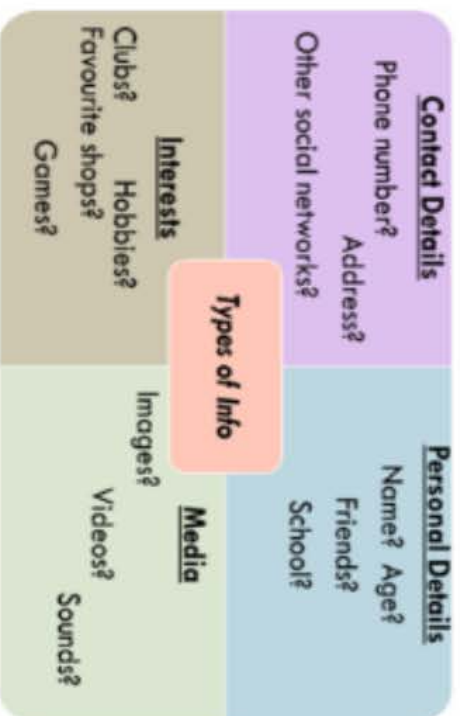 Contact Details
Phone number?
Address?
Other social networks?
Personal Details
Name? Age?
Friends?
School?
Types of Info
Interests
Clubs? Hobbies?
Favourite shops?
Games?
Media
Images?
Videos?
Sounds?